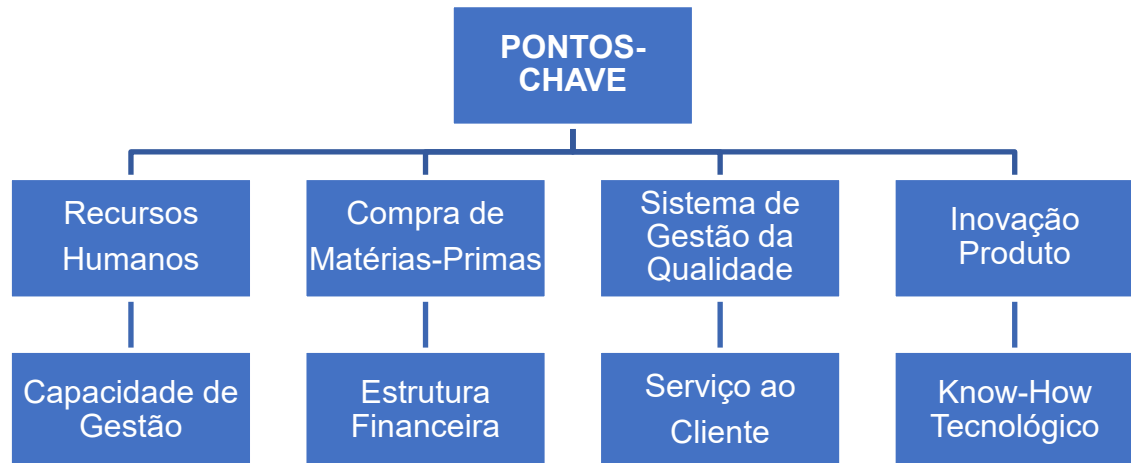 PONTOS-
CHAVE
Recursos
Humanos
Compra de
Matérias-Primas
Sistema de
Gestão da
Qualidade
Inovação
Produto
Capacidade de
Gestão
Estrutura
Financeira
Serviço ao
Cliente
Know-How
Tecnológico